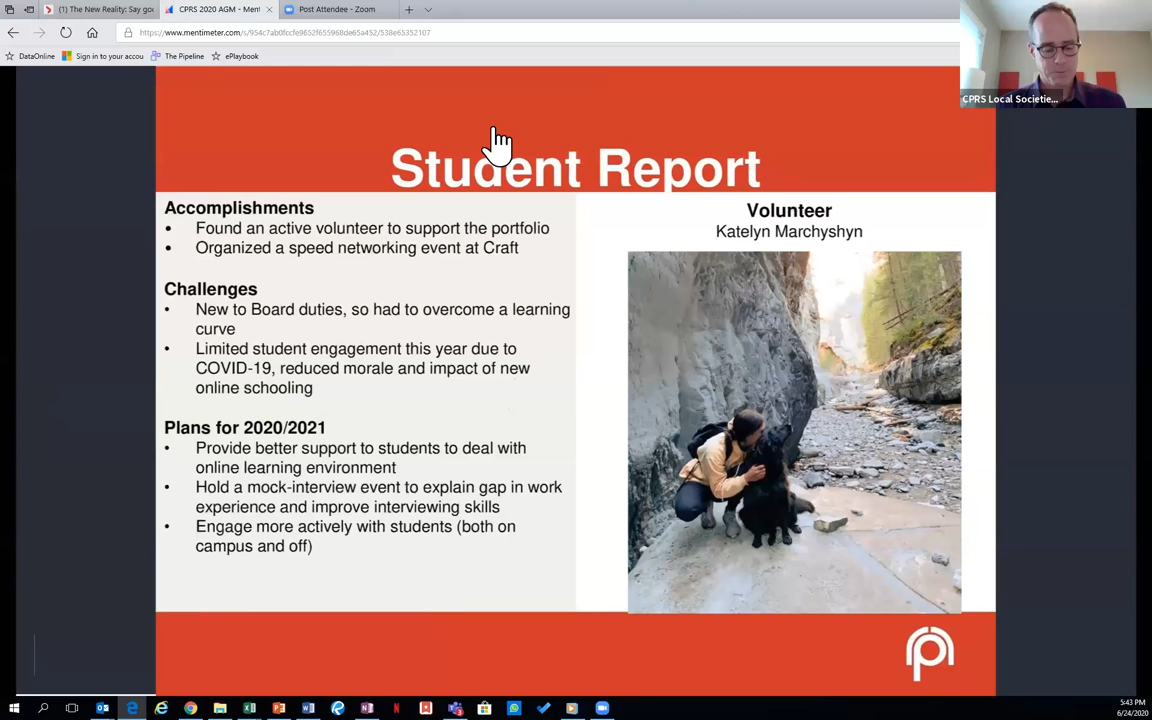 (1) The New Reality: Say goo
CPRS 2020 AGM - Ment
Post Attendee - Zoom
https://www.mentimeter.com/s/954c7ab0fccfe9652f655968de65a452/538e65352107
DataOnline
Sign in to your accou
The Pipeline
ePlaybook
CPRS Local Societie...
Student Report
Accomplishments
• Found an active volunteer to support the portfolio
• Organized a speed networking event at Craft
Challenges
• New to Board duties, so had to overcome a learning
curve
• Limited student engagement this year due to
COVID-19, reduced morale and impact of new
online schooling
Plans for 2020/2021
• Provide better support to students to deal with
online learning environment
• Hold a mock-interview event to explain gap in work
experience and improve interviewing skills
• Engage more actively with students (both on
campus and off)
Volunteer
Katelyn Marchyshyn
5:43 PM
6/24/2020